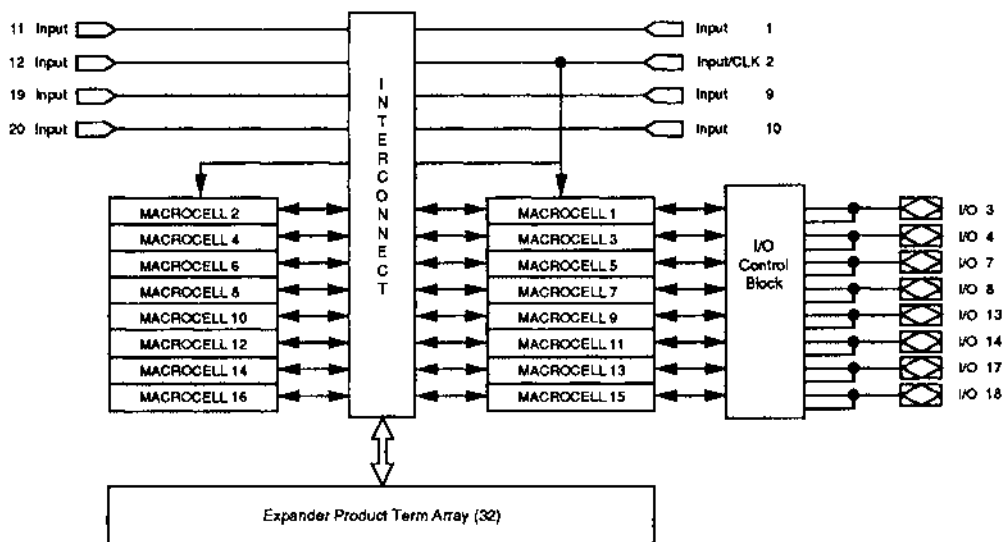 11 Input
Input 1
12 Input
Input/CLK 2
19 Input
Input 9
20 Input
Input 10
INTERCONNECT
MACROCELL 2
MACROCELL 1
I/O 3
MACROCELL 4
MACROCELL 3
I/O 4
MACROCELL 6
MACROCELL 5
I/O 7
MACROCELL 8
MACROCELL 7
I/O 8
MACROCELL 10
MACROCELL 9
I/O 13
MACROCELL 12
MACROCELL 11
I/O 14
MACROCELL 14
MACROCELL 13
I/O 17
MACROCELL 16
MACROCELL 15
I/O 18
I/O
Control
Block
Expander Product Term Array (32)